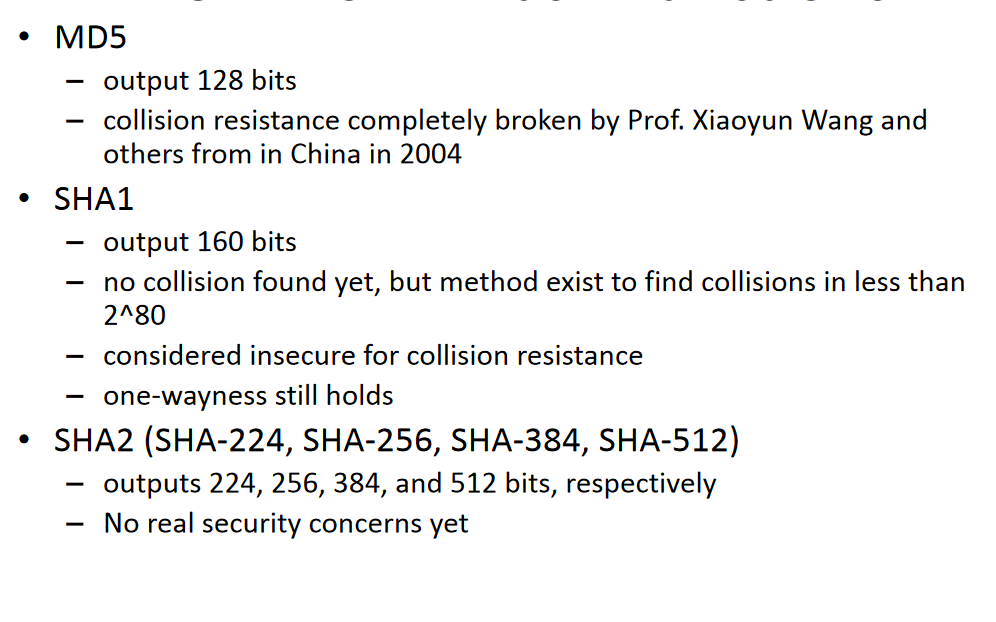 • MD5
– output 128 bits
– collision resistance completely broken by Prof. Xiaoyun Wang and
others from in China in 2004
• SHA1
– output 160 bits
– no collision found yet, but method exist to find collisions in less than
2^80
– considered insecure for collision resistance
– one-wayness still holds
• SHA2 (SHA-224, SHA-256, SHA-384, SHA-512)
– outputs 224, 256, 384, and 512 bits, respectively
– No real security concerns yet